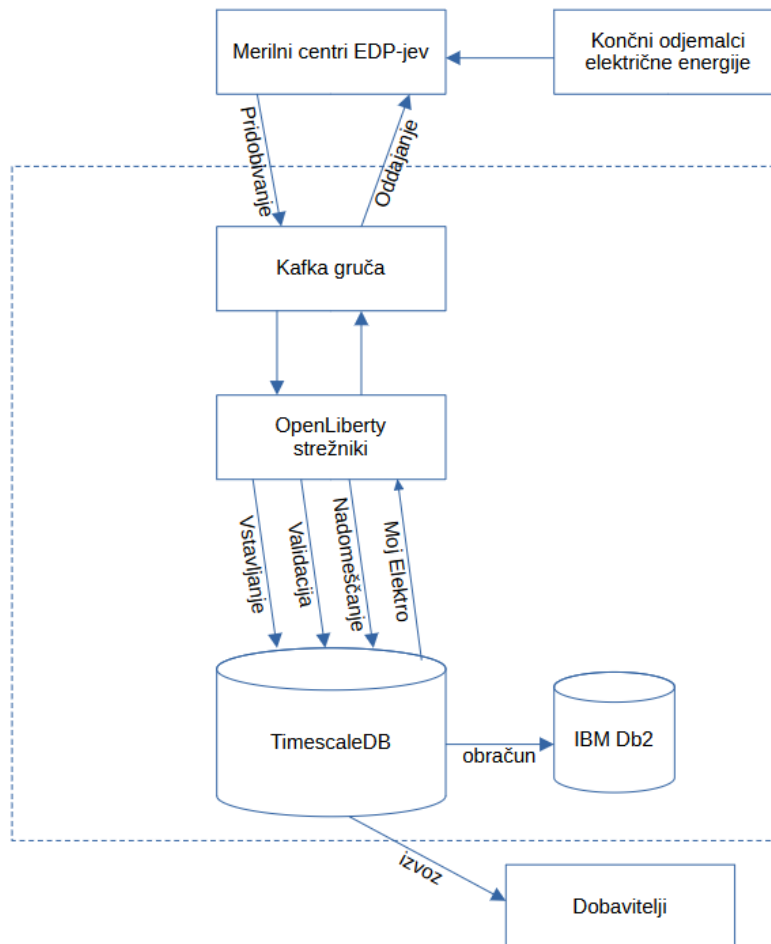 Merilni centri EDP-jev
Končni odjemalci
električne energije
Pridobivanje
Oddajanje
Kafka gruča
OpenLiberty
strežniki
Vstavljanje
Validacija
Nadomeščanje
Moj Elektro
TimescaleDB
obračun
IBM Db2
izvoz
Dobavitelji